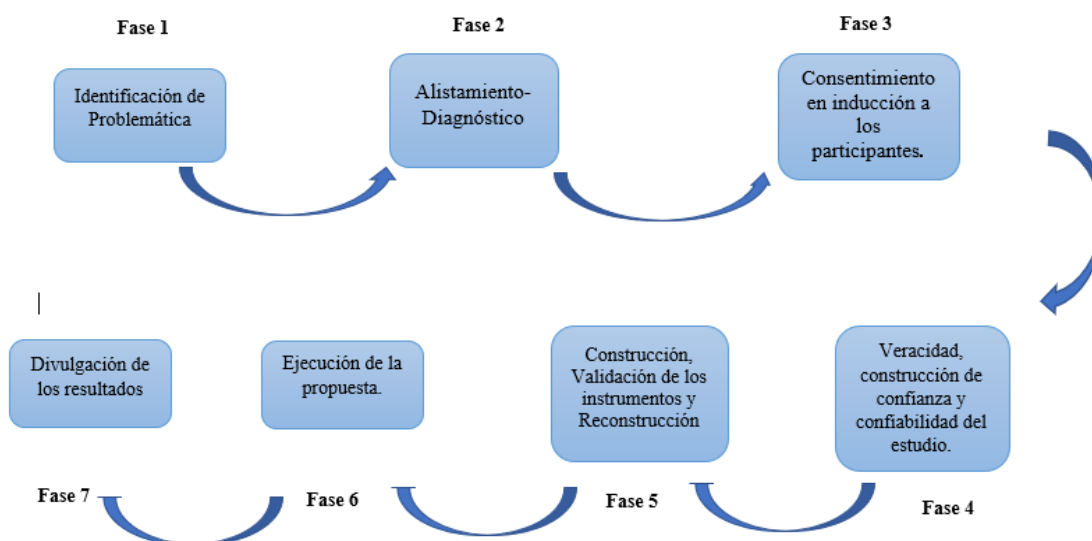 Fase 1
Fase 2
Fase 3
Identificación de
Problemática
Alistamiento-
Diagnóstico
Consentimiento
en inducción a
los
participantes.
Divulgación de
los resultados
Ejecución de la
propuesta.
Construcción,
Validación de los
instrumentos y
Reconstrucción
Veracidad,
construcción de
confianza y
confiabilidad del
estudio.
Fase 7
Fase 6
Fase 5
Fase 4